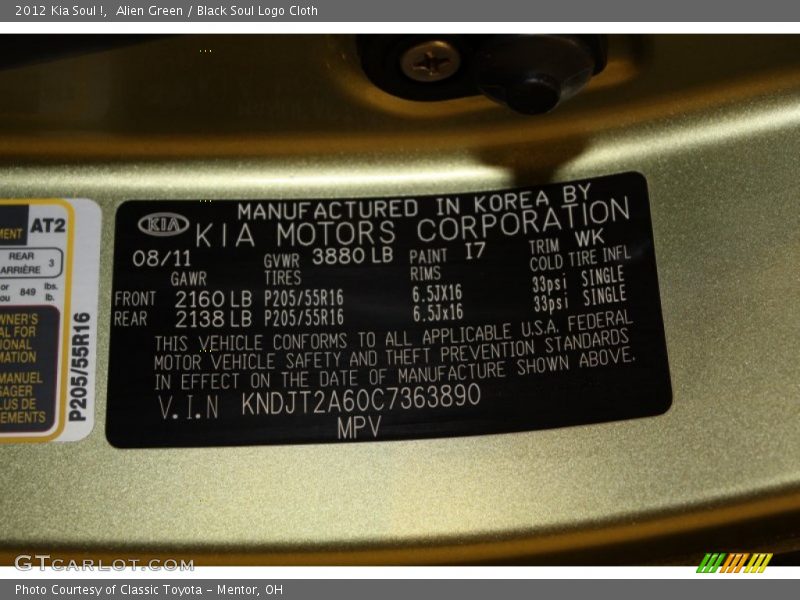 2012 Kia Soul !,  Alien Green / Black Soul Logo Cloth
MANUFACTURED IN KOREA BY
KIA KIA MOTORS CORPORATION
08/11 GVWR 3880 LB PAINT I7 TRIM WK
GAWR TIRES RIMS COLD TIRE INFL
FRONT 2160 LB P205/55R16 6.5JX16 33psi SINGLE
REAR 2138 LB P205/55R16 6.5Jx16 33psi SINGLE
THIS VEHICLE CONFORMS TO ALL APPLICABLE U.S.A. FEDERAL
MOTOR VEHICLE SAFETY AND THEFT PREVENTION STANDARDS
IN EFFECT ON THE DATE OF MANUFACTURE SHOWN ABOVE.
V.I.N KNDJT2A60C7363890
MPV
AT2
REAR 3
ARRIÈRE
or 849 lbs.
ou lb.
P205/55R16
GTCARLOT.COM
Photo Courtesy of Classic Toyota - Mentor, OH